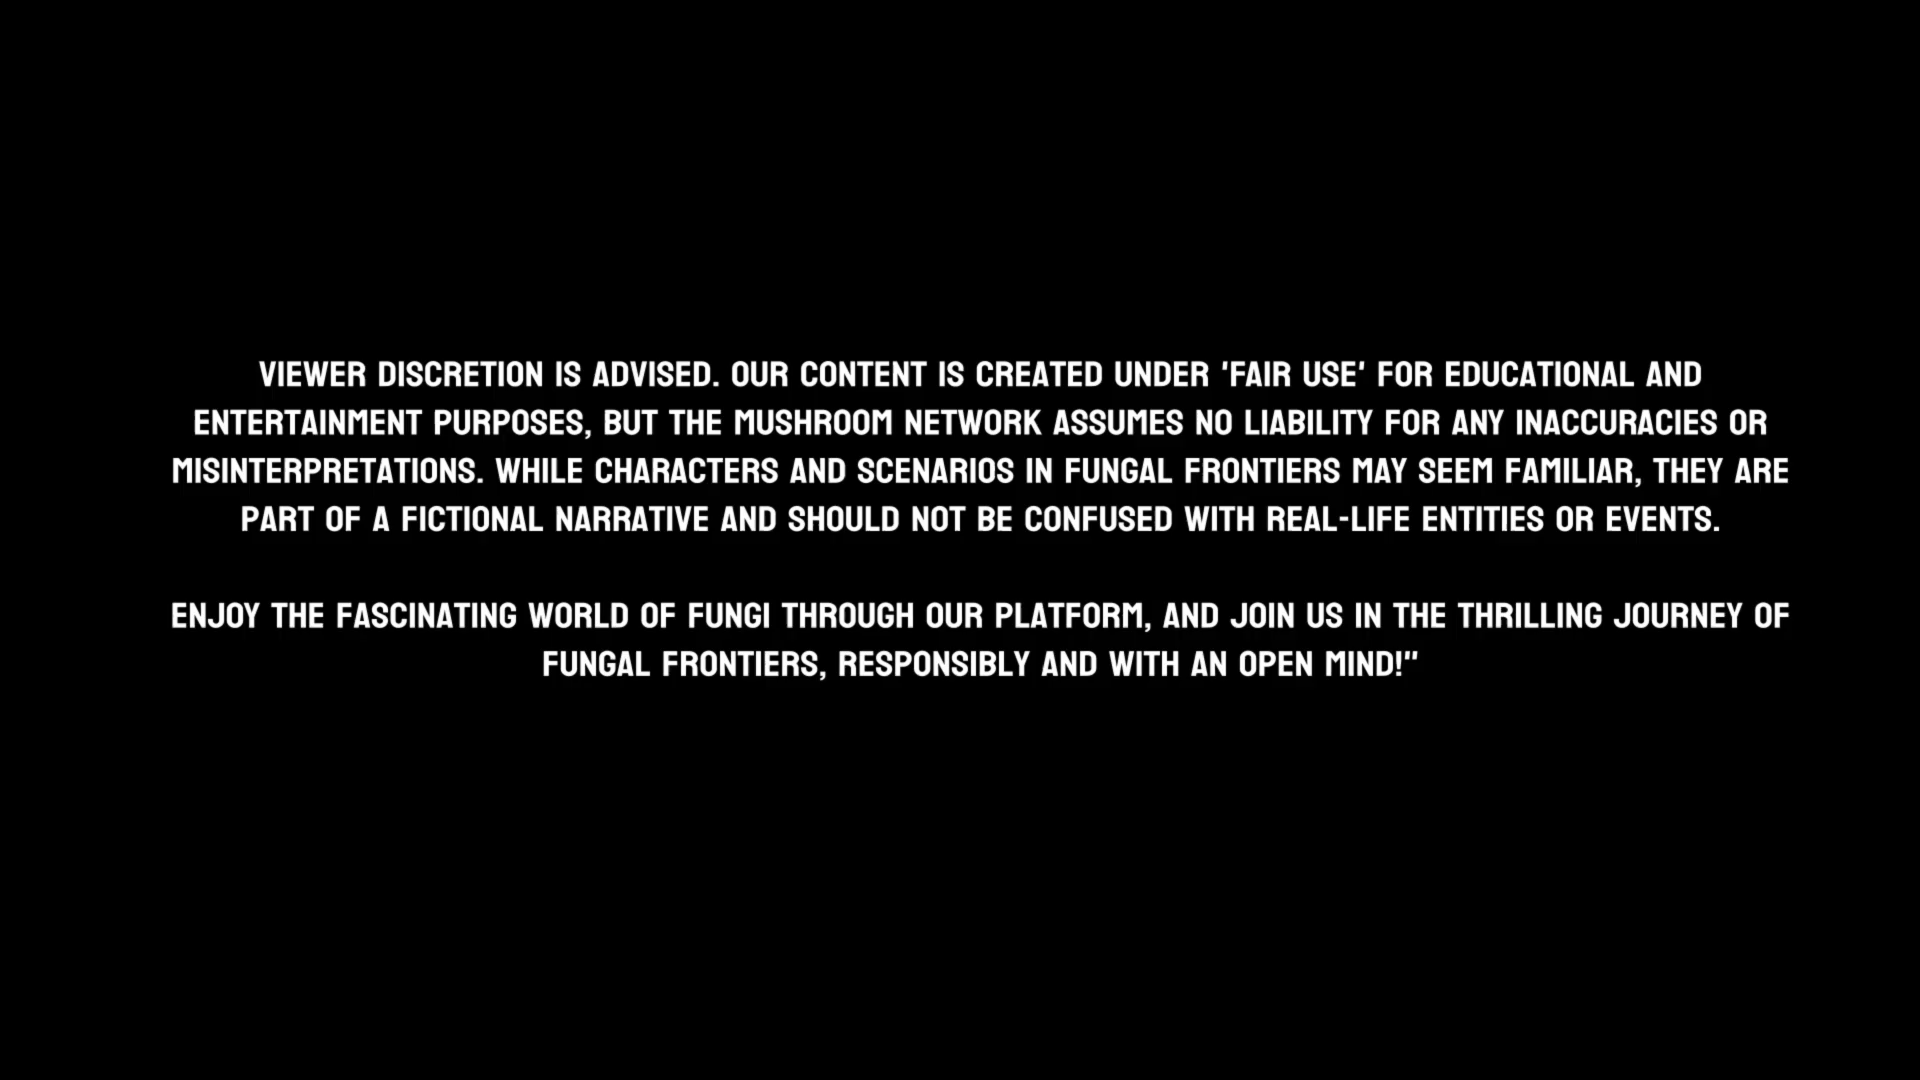 VIEWER DISCRETION IS ADVISED. OUR CONTENT IS CREATED UNDER 'FAIR USE' FOR EDUCATIONAL AND
ENTERTAINMENT PURPOSES, BUT THE MUSHROOM NETWORK ASSUMES NO LIABILITY FOR ANY INACCURACIES OR
MISINTERPRETATIONS. WHILE CHARACTERS AND SCENARIOS IN FUNGAL FRONTIERS MAY SEEM FAMILIAR, THEY ARE
PART OF A FICTIONAL NARRATIVE AND SHOULD NOT BE CONFUSED WITH REAL-LIFE ENTITIES OR EVENTS.
ENJOY THE FASCINATING WORLD OF FUNGI THROUGH OUR PLATFORM, AND JOIN US IN THE THRILLING JOURNEY OF
FUNGAL FRONTIERS, RESPONSIBLY AND WITH AN OPEN MIND!"